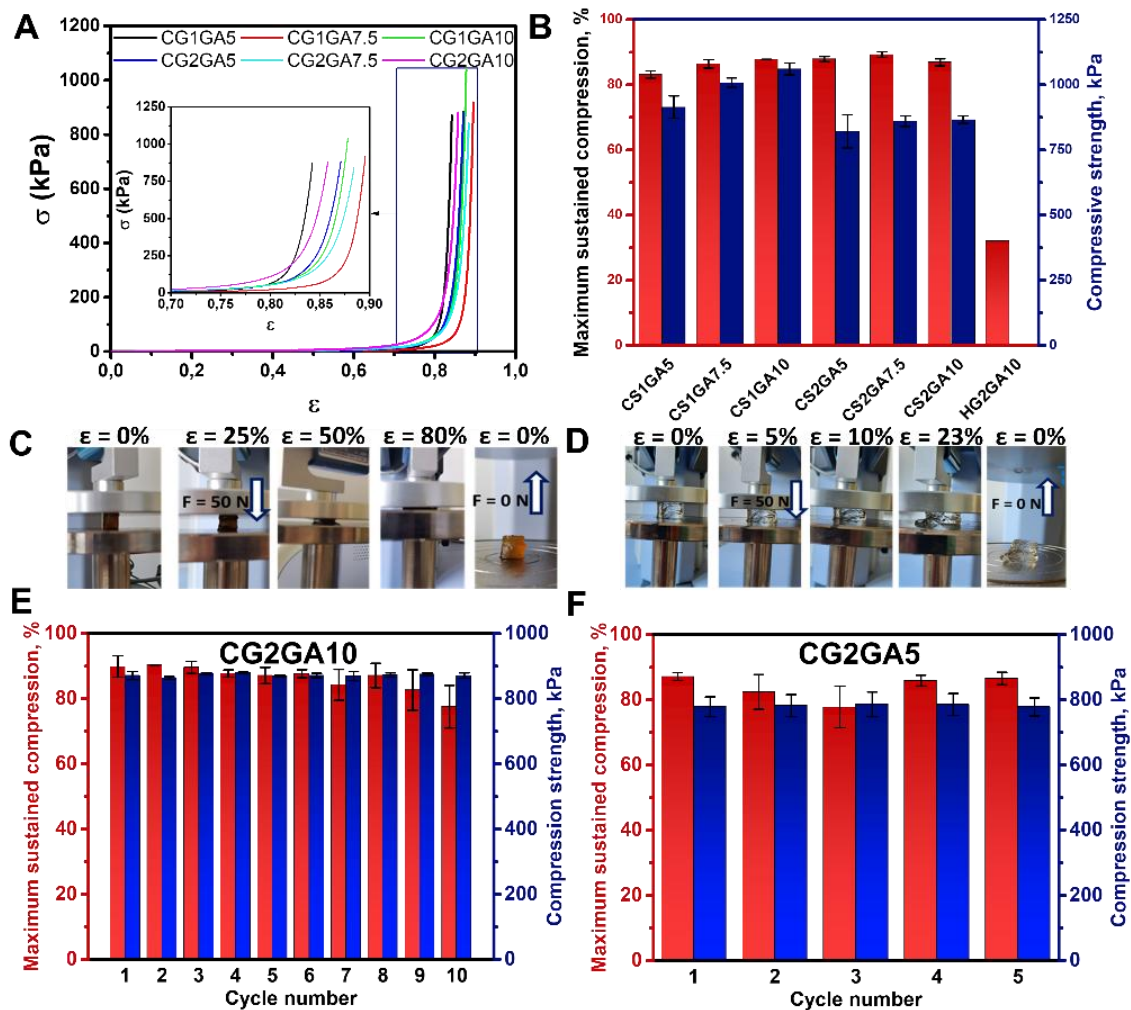 A
σ (kPa)
1200
1000
800
600
400
200
0
CG1GA5 CG1GA7.5 CG1GA10
CG2GA5 CG2GA7.5 CG2GA10
σ (kPa)
1250
1000
750
500
250
0
0,70 0,75 0,80 0,85 0,90
ε
0,0 0,2 0,4 0,6 0,8 1,0
ε
B
Maximum sustained compression, %
100
80
60
40
20
0
1250
1000
750
500
250
0
Compressive strength, kPa
CS1GA5
CS1GA7.5
CS1GA10
CS2GA5
CS2GA7.5
CS2GA10
HG2GA10
C
ε = 0% ε = 25% ε = 50% ε = 80% ε = 0%
F = 50 N
F = 0 N
D
ε = 0% ε = 5% ε = 10% ε = 23% ε = 0%
F = 50 N
F = 0 N
E
CG2GA10
Maximum sustained compression, %
100
80
60
40
20
0
1000
800
600
400
200
0
Compression strength, kPa
1 2 3 4 5 6 7 8 9 10
Cycle number
F
CG2GA5
Maximum sustained compression, %
100
80
60
40
20
0
1000
800
600
400
200
0
Compression strength, kPa
1 2 3 4 5
Cycle number